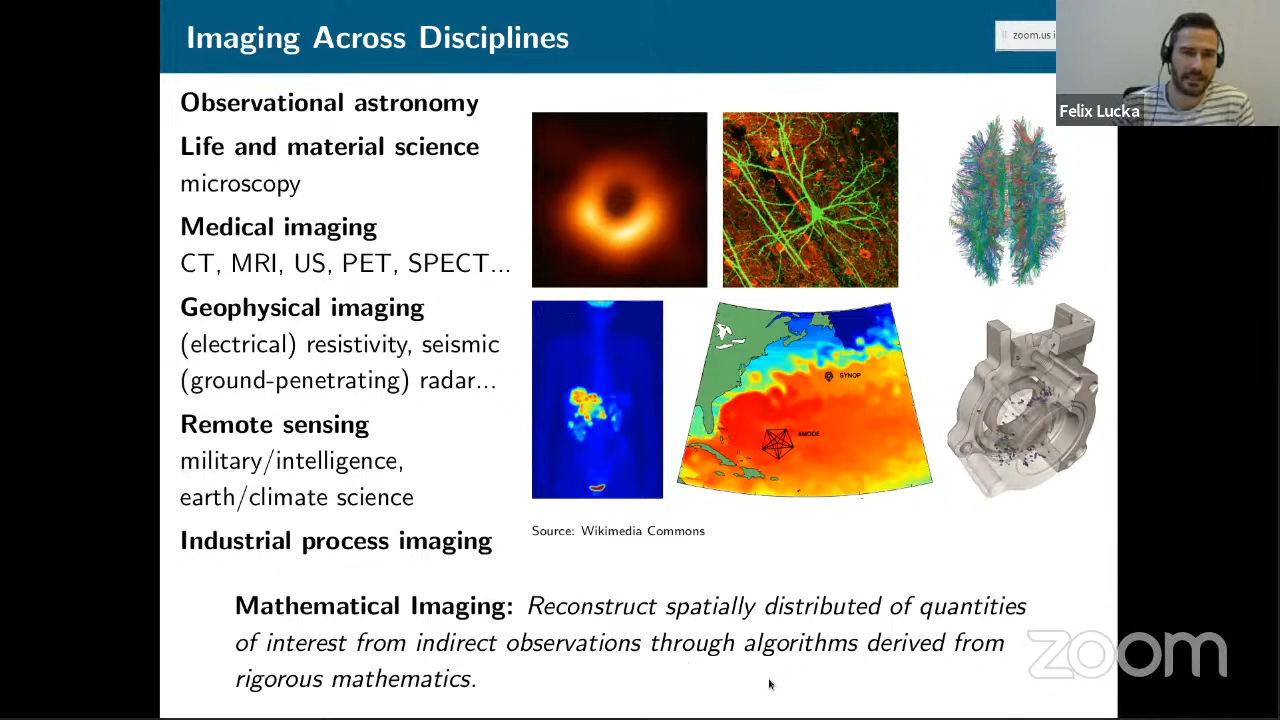 Imaging Across Disciplines
zoom.us i
Felix Lucka
Observational astronomy
Life and material science
microscopy
Medical imaging
CT, MRI, US, PET, SPECT...
Geophysical imaging
(electrical) resistivity, seismic
(ground-penetrating) radar...
Remote sensing
military/intelligence,
earth/climate science
Industrial process imaging
SYNOP
AMODE
Source: Wikimedia Commons
Mathematical Imaging: Reconstruct spatially distributed of quantities
of interest from indirect observations through algorithms derived from
rigorous mathematics.
zoom